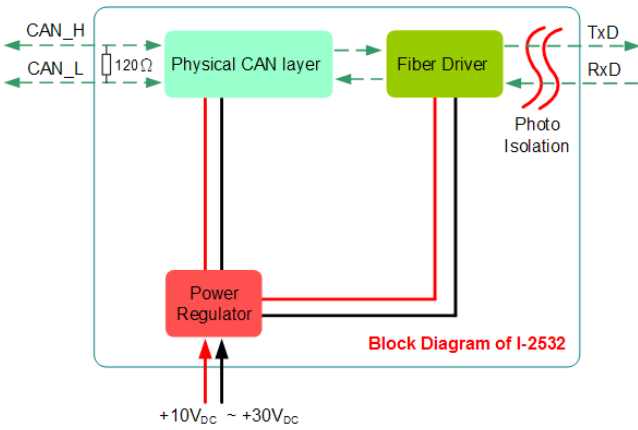 CAN_H
TxD
120Ω
Physical CAN layer
Fiber Driver
CAN_L
RxD
Photo
Isolation
Power
Regulator
Block Diagram of I-2532
+10VDC ~ +30VDC